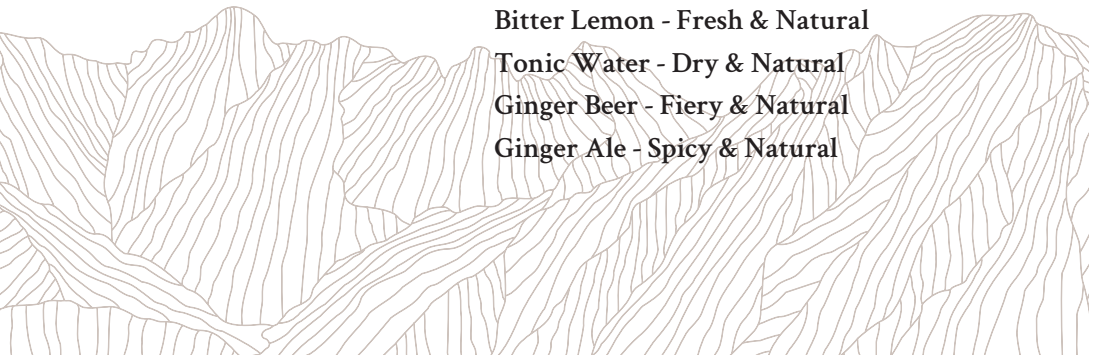 Bitter Lemon - Fresh & Natural
Tonic Water - Dry & Natural
Ginger Beer - Fiery & Natural
Ginger Ale - Spicy & Natural